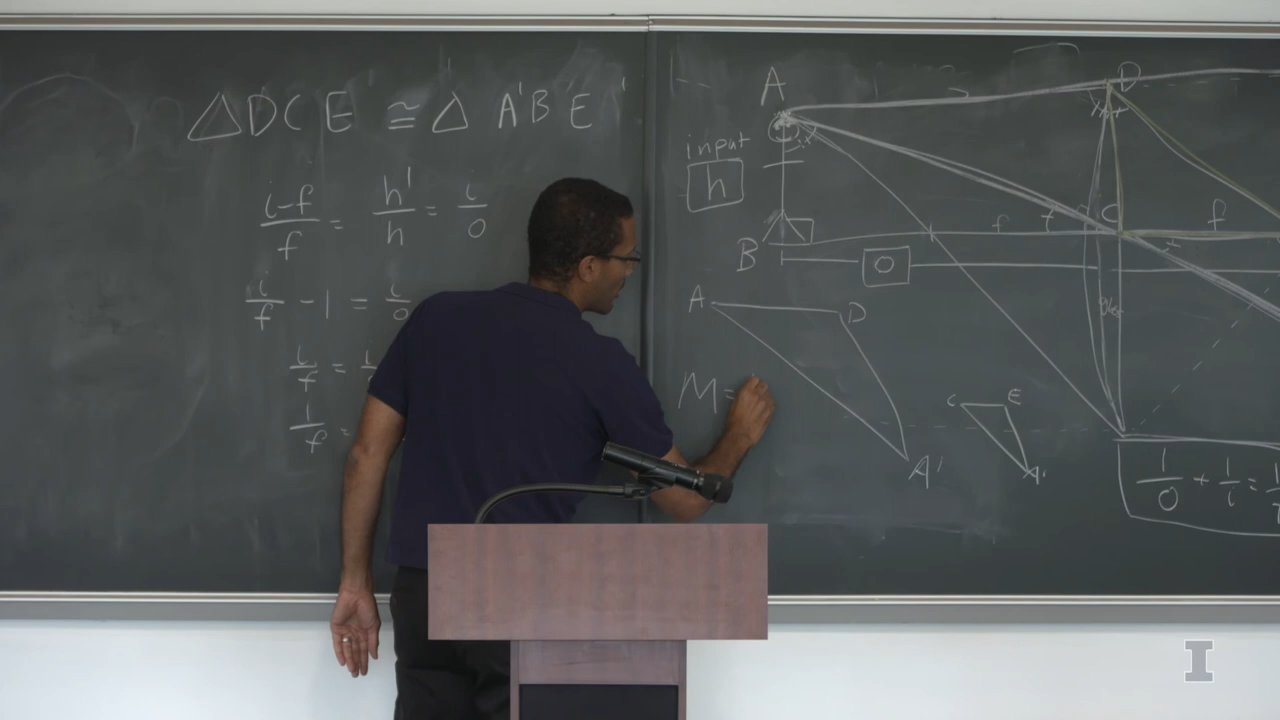 △DCE ≅ △ A'B'E'
i-f/f = h'/h = i/o
i/f - 1 = i/o
i/f = i
1/f =
A
D
input
h
B
f
C
f
O
A
D
M=
A'
C
E
A'
1/O + 1/i = 1/f
I